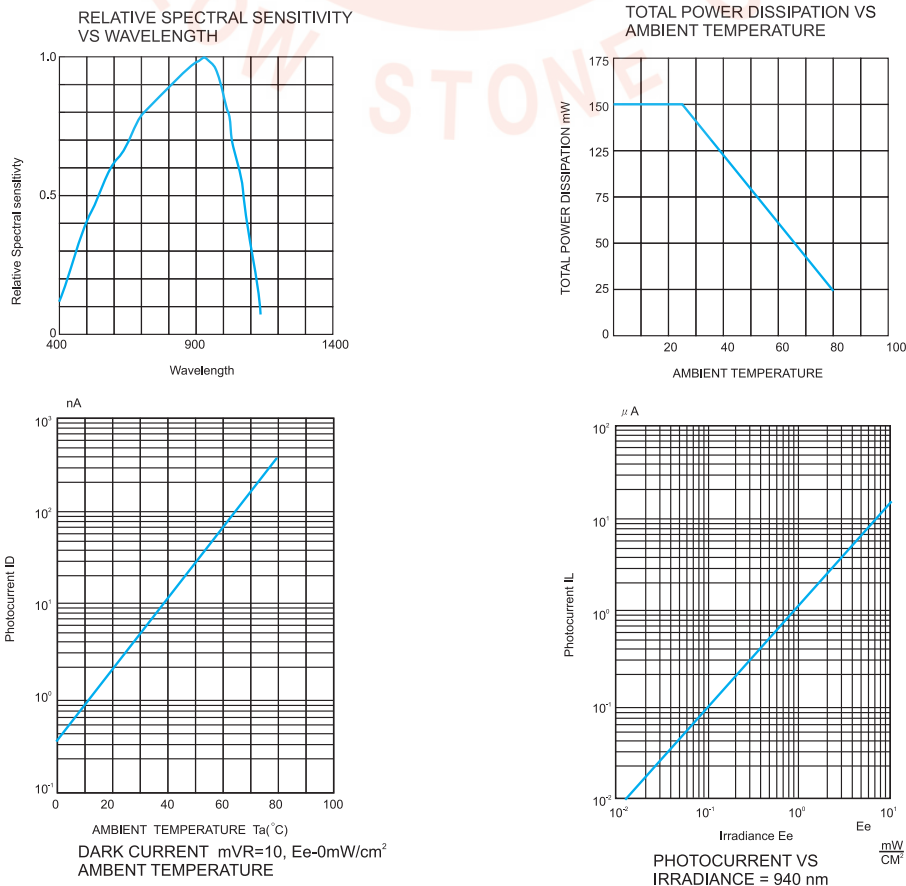 RELATIVE SPECTRAL SENSITIVITY
VS WAVELENGTH
1.0
0.5
0
400
900
1400
Relative Spectral sensitivty
Wavelength
TOTAL POWER DISSIPATION VS
AMBIENT TEMPERATURE
175
150
125
75
50
25
0
20
40
60
80
100
TOTAL POWER DISSIPATION mW
AMBIENT TEMPERATURE
STONE
nA
10³
10²
10¹
10⁰
10⁻¹
0
20
40
60
80
100
Photocurrent ID
AMBIENT TEMPERATURE Ta(°C)
DARK CURRENT mVR=10, Ee-0mW/cm²
AMBENT TEMPERATURE
μ A
10²
10¹
10⁰
10⁻¹
10⁻²
10⁻²
10⁻¹
10⁰
10¹
Photocurrent IL
Irradiance Ee
Ee
mW
CM²
PHOTOCURRENT VS
IRRADIANCE = 940 nm